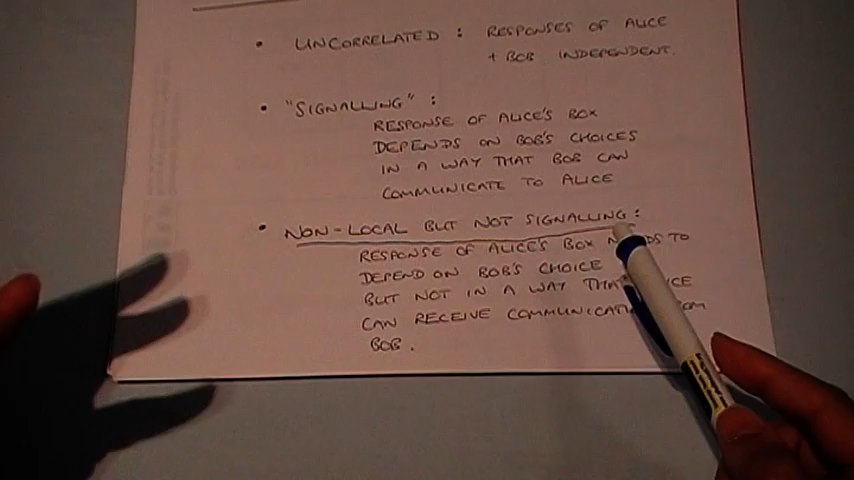 • UNCORRELATED : RESPONSES OF ALICE
+ BOB INDEPENDENT.
• "SIGNALLING" :
RESPONSE OF ALICE'S BOX
DEPENDS ON BOB'S CHOICES
IN A WAY THAT BOB CAN
COMMUNICATE TO ALICE
• NON-LOCAL BUT NOT SIGNALLING :
RESPONSE OF ALICE'S BOX TO
DEPEND ON BOB'S CHOICE
BUT NOT IN A WAY
CAN RECEIVE
BOB.